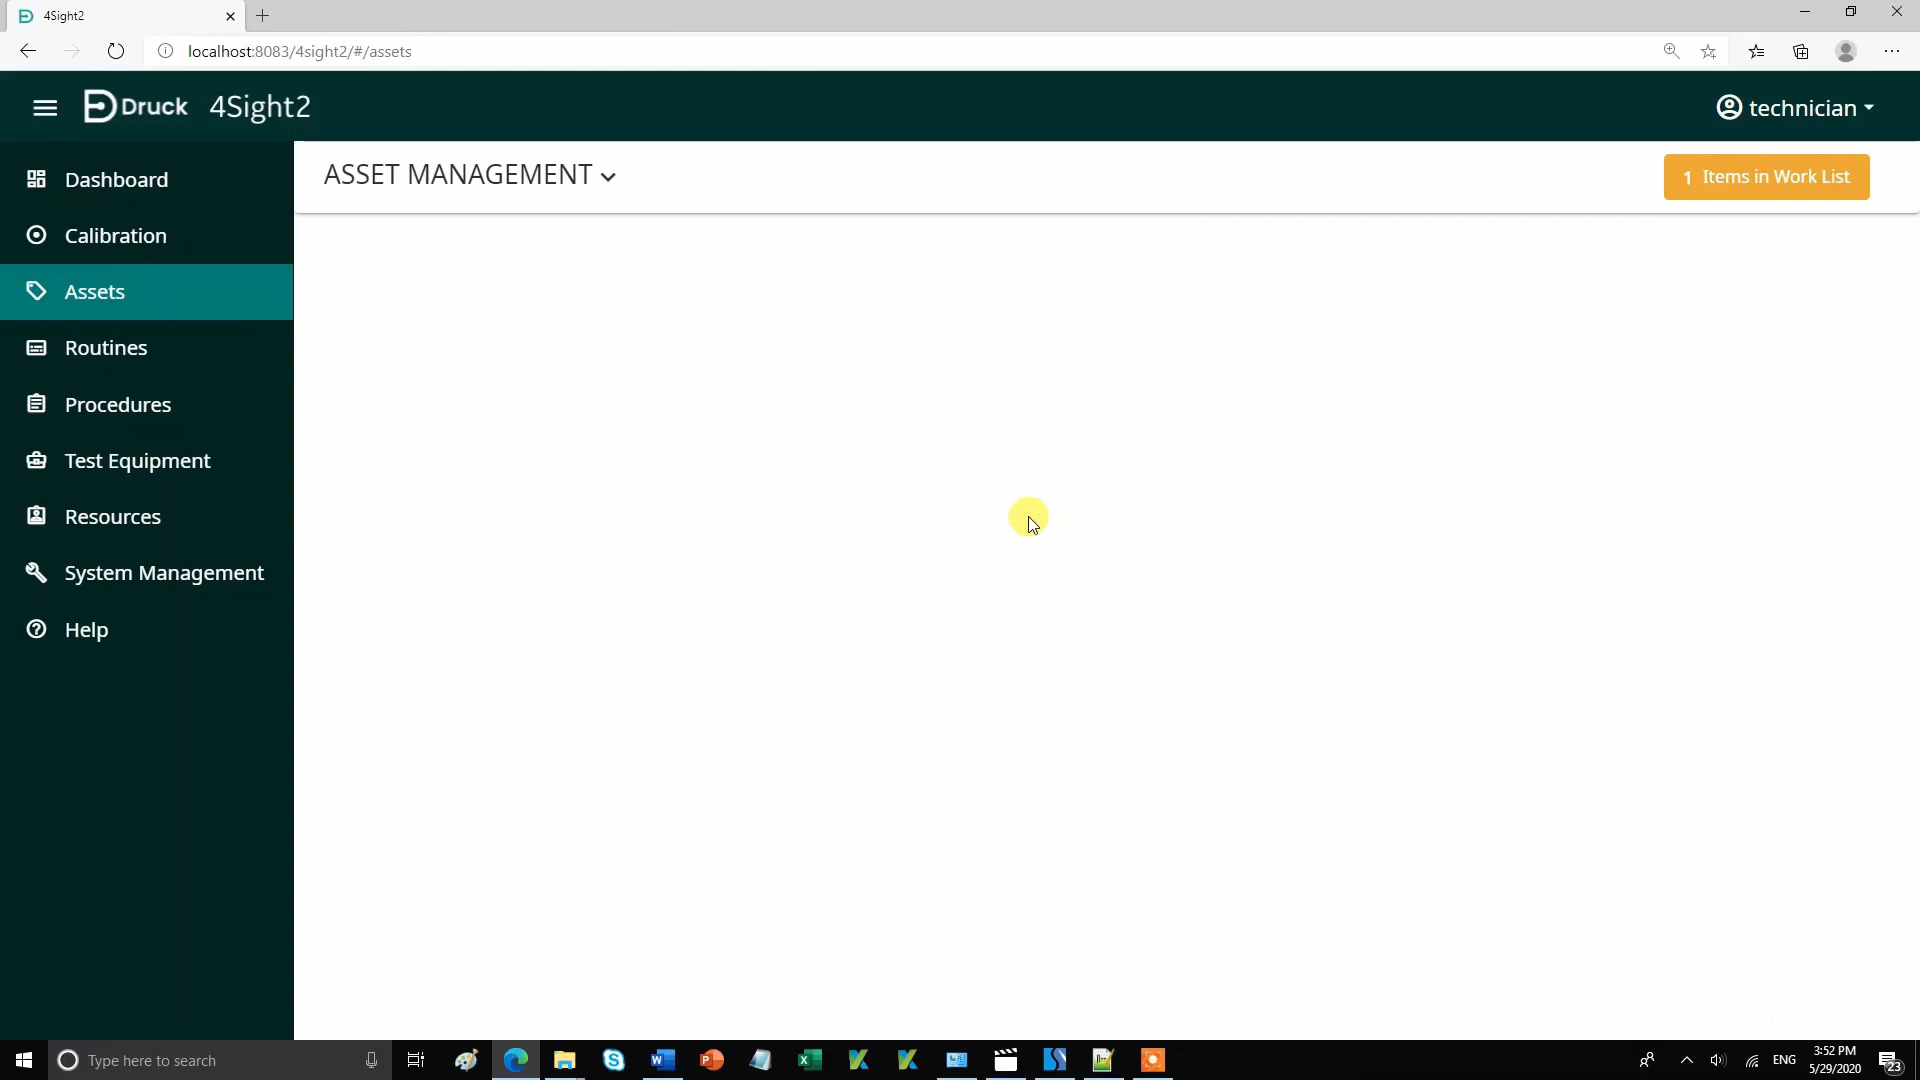 4Sight2
localhost:8083/4sight2/#/assets
Druck 4Sight2
technician
Dashboard
Calibration
Assets
Routines
Procedures
Test Equipment
Resources
System Management
Help
ASSET MANAGEMENT
1 Items in Work List
Type here to search
ENG
3:52 PM
5/29/2020
23